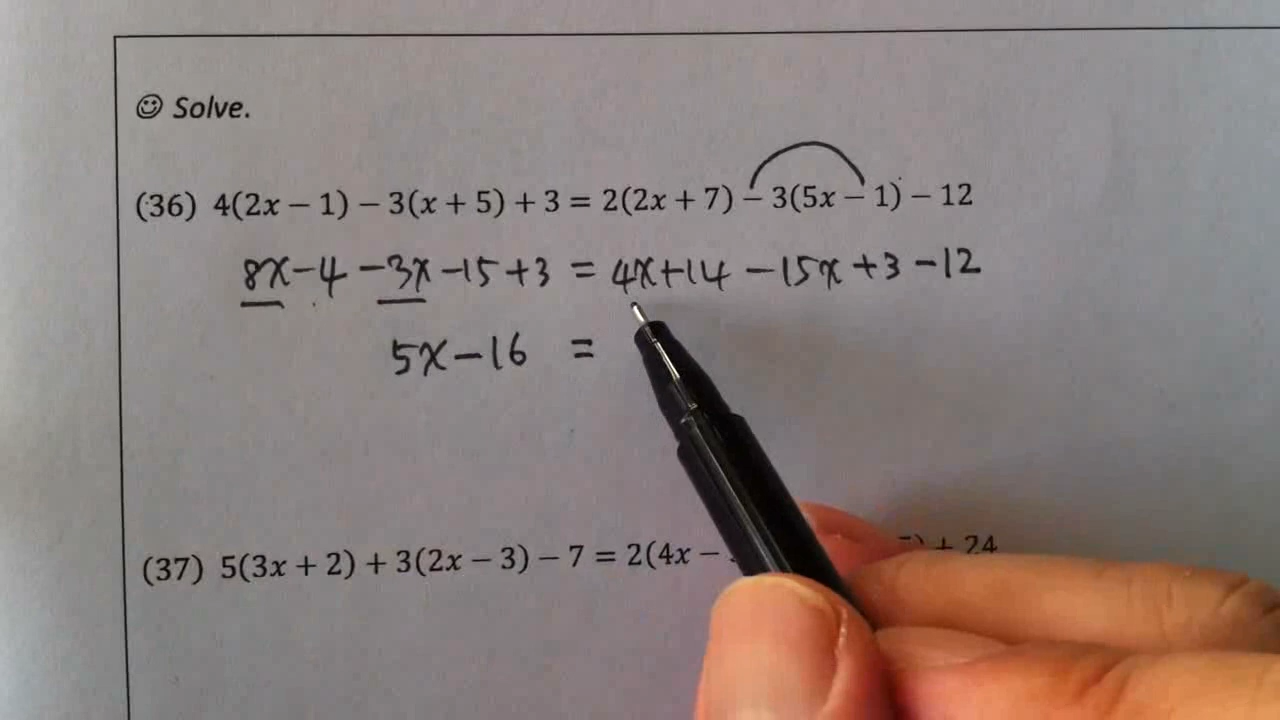 ☺ Solve.
(36) 4(2x − 1) − 3(x + 5) + 3 = 2(2x + 7) − 3(5x − 1) − 12
8x − 4 − 3x − 15 + 3 = 4x + 14 − 15x + 3 − 12
5x − 16 =
(37) 5(3x + 2) + 3(2x − 3) − 7 = 2(4x − ) + 24